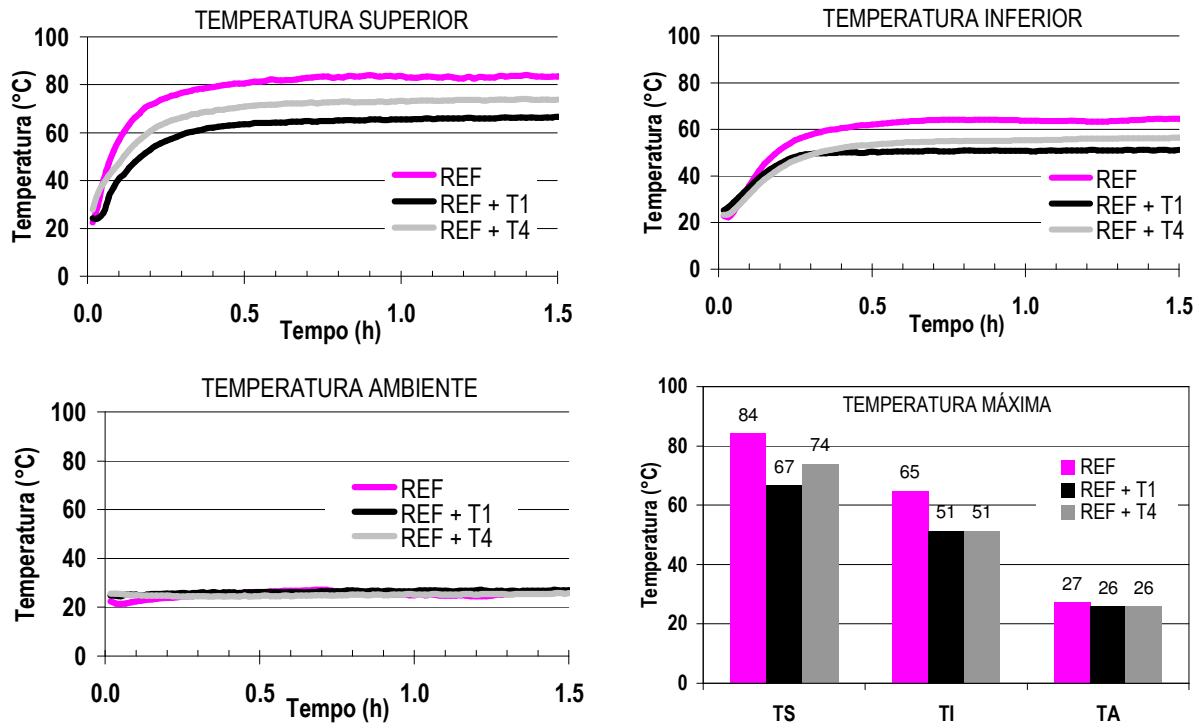 TEMPERATURA SUPERIOR
100
80
60
40
20
0
Temperatura (°C)
REF
REF + T1
REF + T4
0.0
0.5
1.0
1.5
Tempo (h)
TEMPERATURA INFERIOR
100
80
60
40
20
0
Temperatura (°C)
REF
REF + T1
REF + T4
0.0
0.5
1.0
1.5
Tempo (h)
TEMPERATURA AMBIENTE
100
80
60
40
20
0
Temperatura (°C)
REF
REF + T1
REF + T4
0.0
0.5
1.0
1.5
Tempo (h)
TEMPERATURA MÁXIMA
100
80
60
40
20
0
Temperatura (°C)
84
67
74
65
51
51
27
26
26
REF
REF + T1
REF + T4
TS
TI
TA